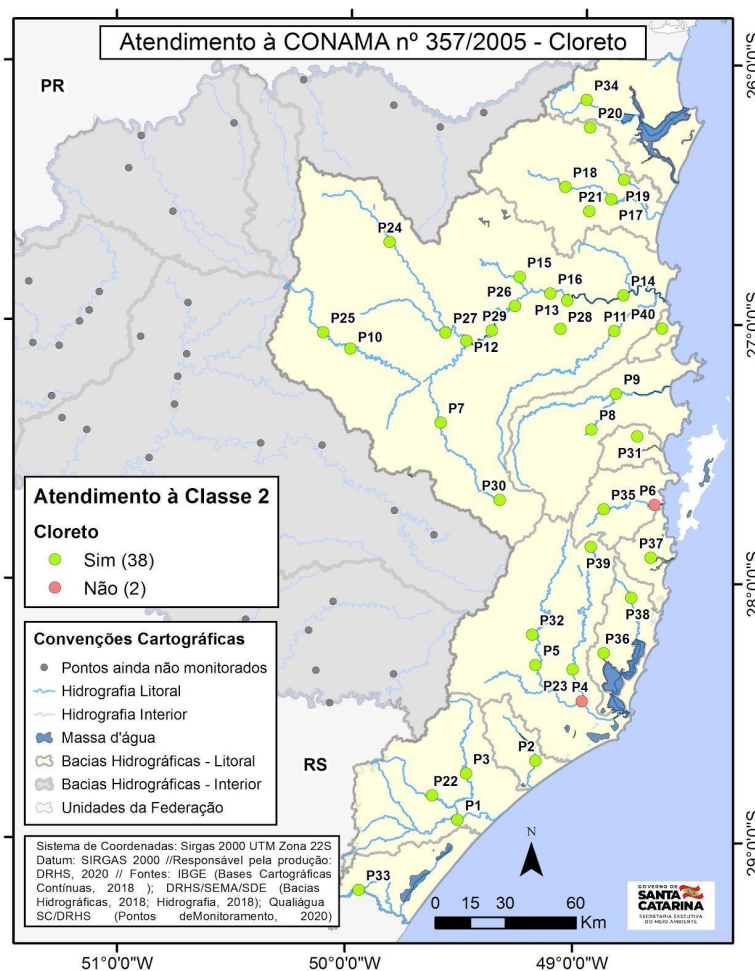 Atendimento à CONAMA nº 357/2005 - Cloreto
26°0'0"S
PR
P34
P20
P18
P21
P19
P17
P24
P15
P16
P14
P26
P13
P28
P11
P40
27°0'0"S
P25
P10
P27
P29
P12
P9
P7
P8
P31
P30
P35
P6
Atendimento à Classe 2
Cloreto
Sim (38)
Não (2)
P39
P37
28°0'0"S
P38
P32
P36
P5
P23
P4
Convenções Cartográficas
Pontos ainda não monitorados
Hidrografia Litoral
Hidrografia Interior
Massa d'água
Bacias Hidrográficas - Litoral
Bacias Hidrográficas - Interior
Unidades da Federação
RS
P2
P3
P22
P1
29°0'0"S
P33
Sistema de Coordenadas: Sirgas 2000 UTM Zona 22S
Datum: SIRGAS 2000 //Responsável pela produção:
DRHS, 2020 // Fontes: IBGE (Bases Cartográficas
Contínuas, 2018 ); DRHS/SEMA/SDE (Bacias
Hidrográficas, 2018; Hidrografia, 2018); Qualiágua
SC/DRHS (Pontos deMonitoramento, 2020)
N
0 15 30 60
Km
GOVERNO DE
SANTA
CATARINA
SECRETARIA EXECUTIVA
DO MEIO AMBIENTE
51°0'0"W
50°0'0"W
49°0'0"W